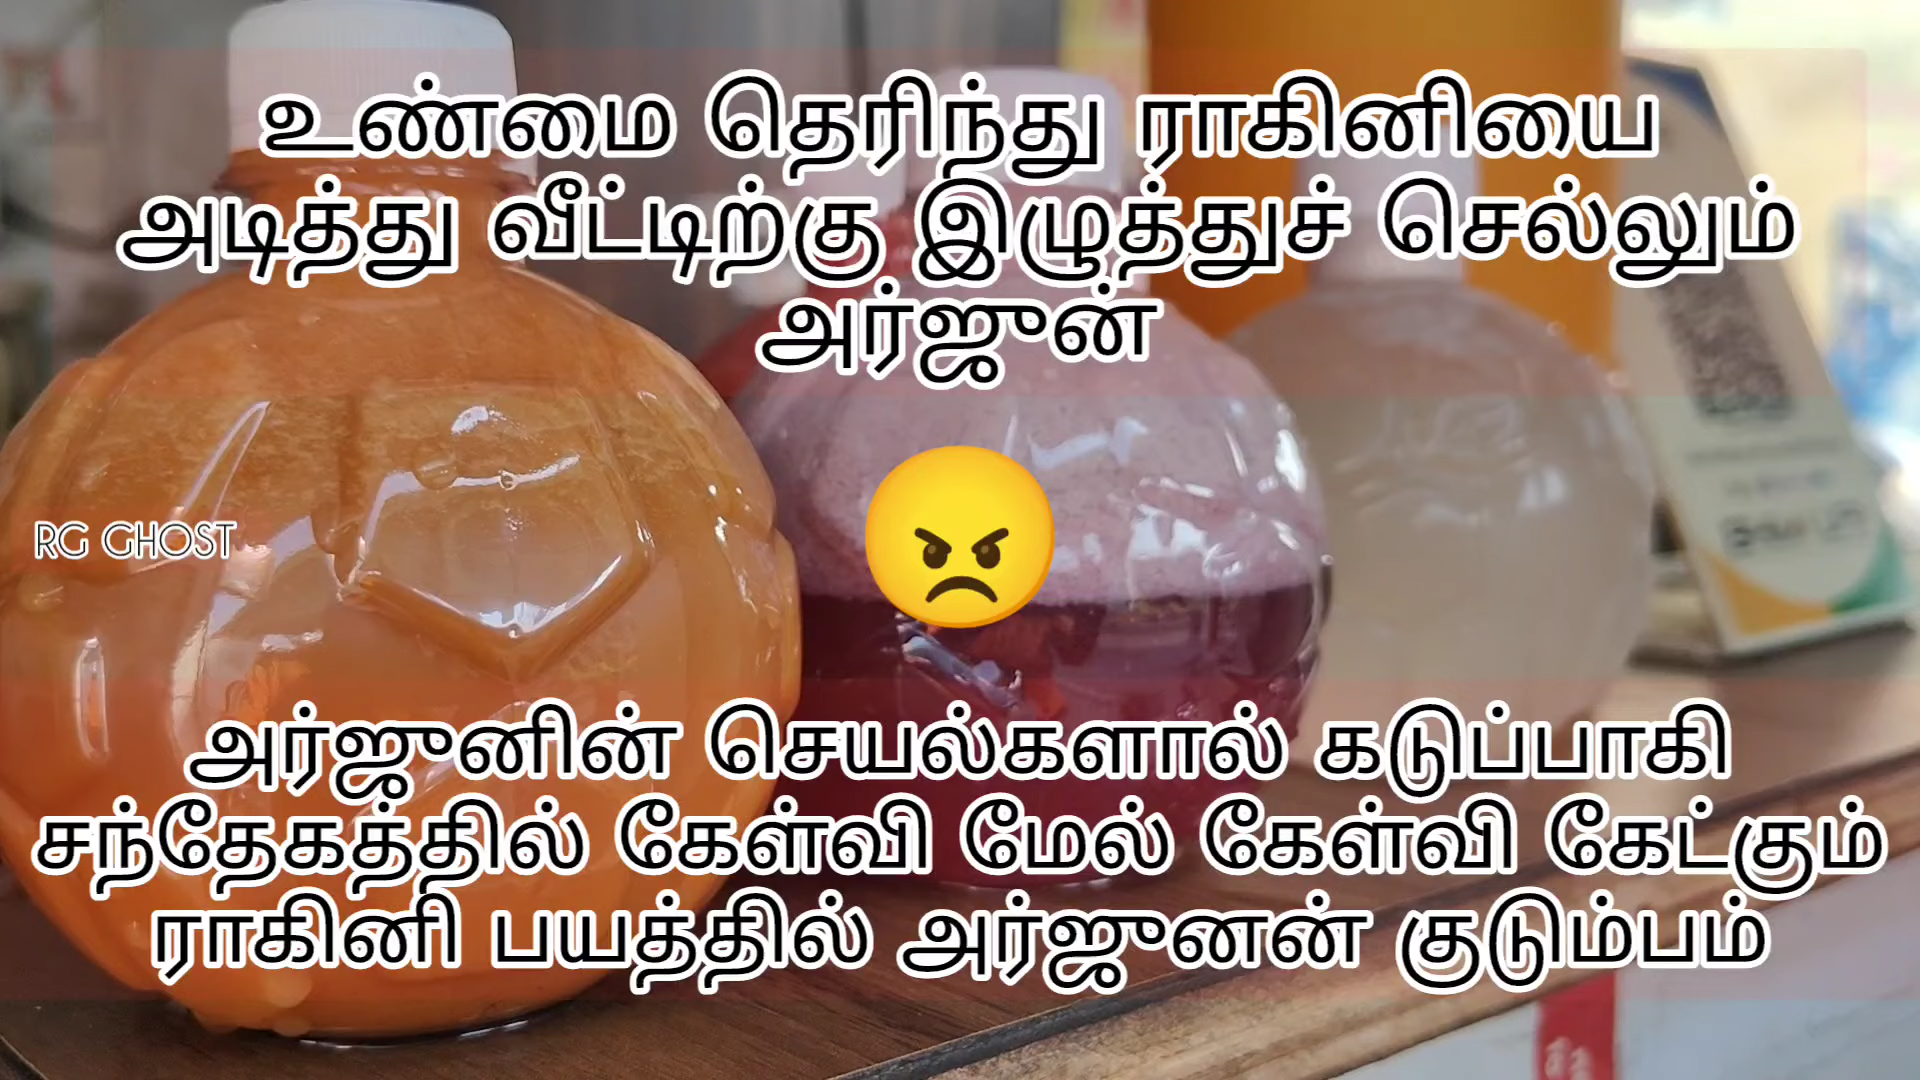 உண்மை தெரிந்து ராகினியை
அடித்து வீட்டிற்கு இழுத்துச் செல்லும்
அர்ஜுன்
RG GHOST
அர்ஜுனின் செயல்களால் கடுப்பாகி
சந்தேகத்தில் கேள்வி மேல் கேள்வி கேட்கும்
ராகினி பயத்தில் அர்ஜுனன் குடும்பம்